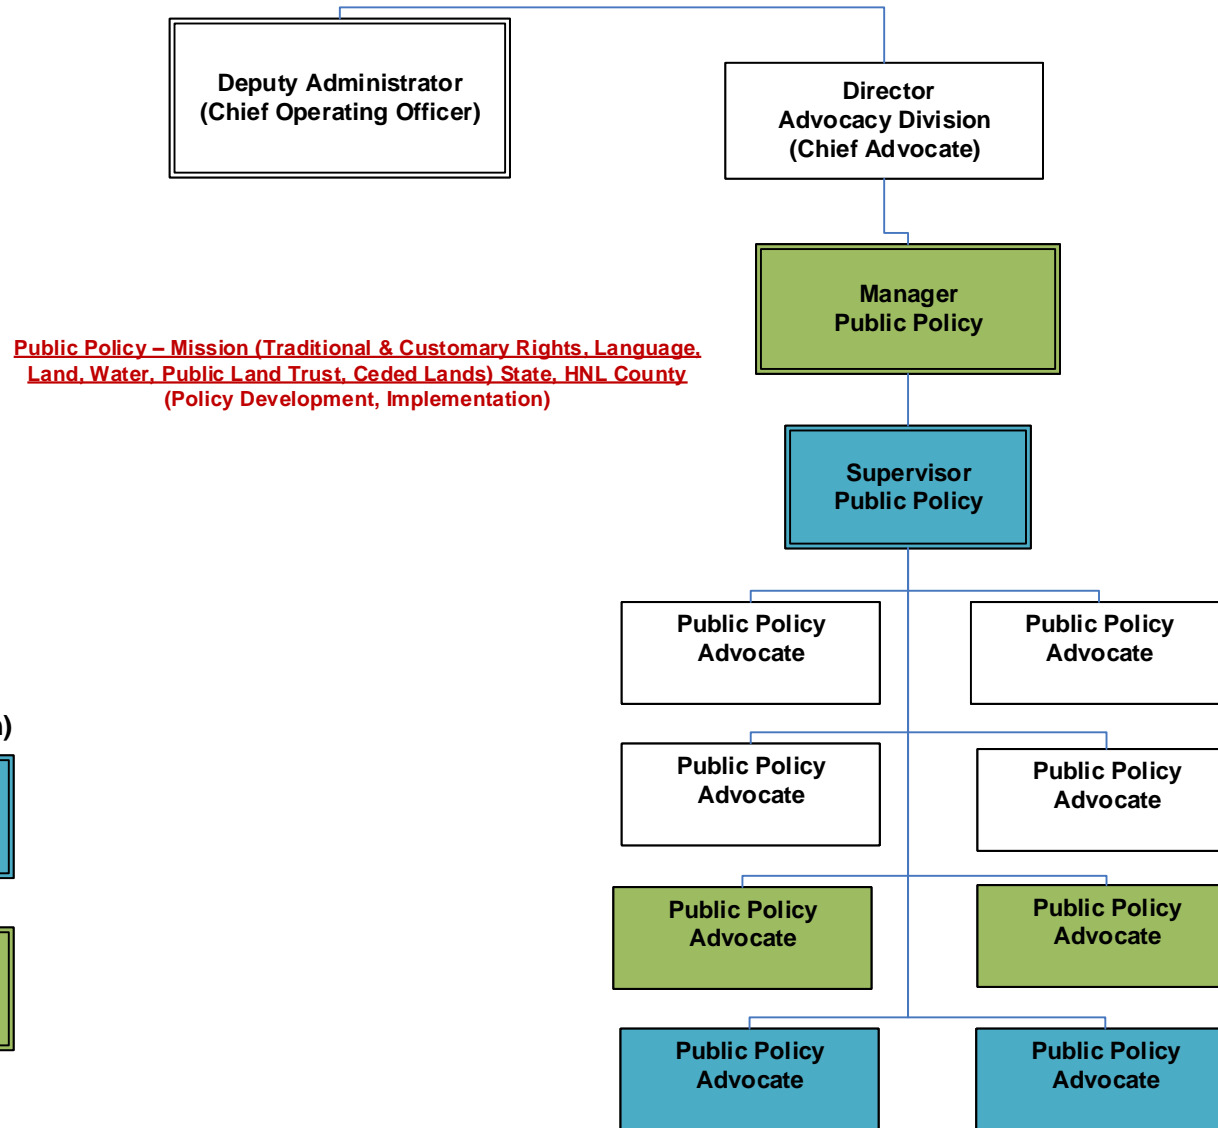 Deputy Administrator
(Chief Operating Officer)
Director
Advocacy Division
(Chief Advocate)
Manager
Public Policy
Public Policy – Mission (Traditional & Customary Rights, Language,
Land, Water, Public Land Trust, Ceded Lands) State, HNL County
(Policy Development, Implementation)
Supervisor
Public Policy
Public Policy
Advocate
Public Policy
Advocate
Public Policy
Advocate
Public Policy
Advocate
Public Policy
Advocate
Public Policy
Advocate
Public Policy
Advocate
Public Policy
Advocate